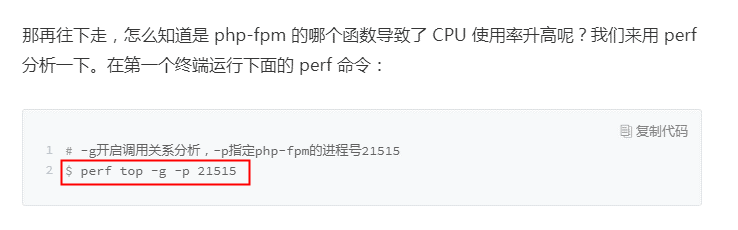 那再往下走，怎么知道是 php-fpm 的哪个函数导致了 CPU 使用率升高呢？我们来用 perf
分析一下。在第一个终端运行下面的 perf 命令：
复制代码
1 # -g开启调用关系分析，-p指定php-fpm的进程号21515
2 $ perf top -g -p 21515